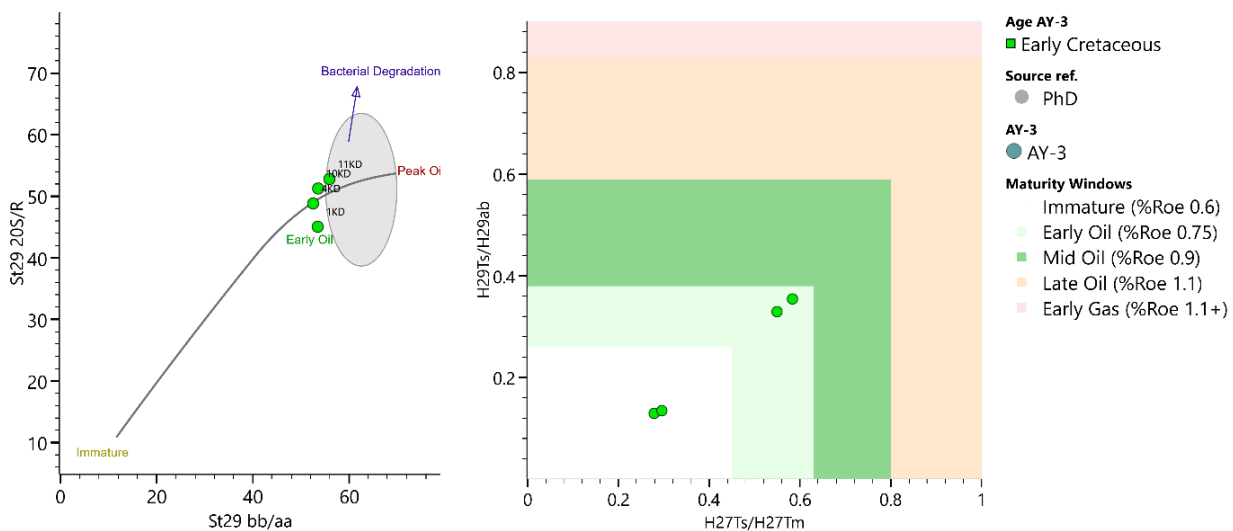 70
60
50
40
30
20
10
0
20
40
60
St29 20S/R
St29 bb/aa
Bacterial Degradation
11KD
10KD
4KD
1KD
Peak Oi
Early Oil
Immature
0.8
0.6
0.4
0.2
0
0.2
0.4
0.6
0.8
1
H29Ts/H29ab
H27Ts/H27Tm
Age AY-3
Early Cretaceous
Source ref.
PhD
AY-3
AY-3
Maturity Windows
Immature (%Roe 0.6)
Early Oil (%Roe 0.75)
Mid Oil (%Roe 0.9)
Late Oil (%Roe 1.1)
Early Gas (%Roe 1.1+)